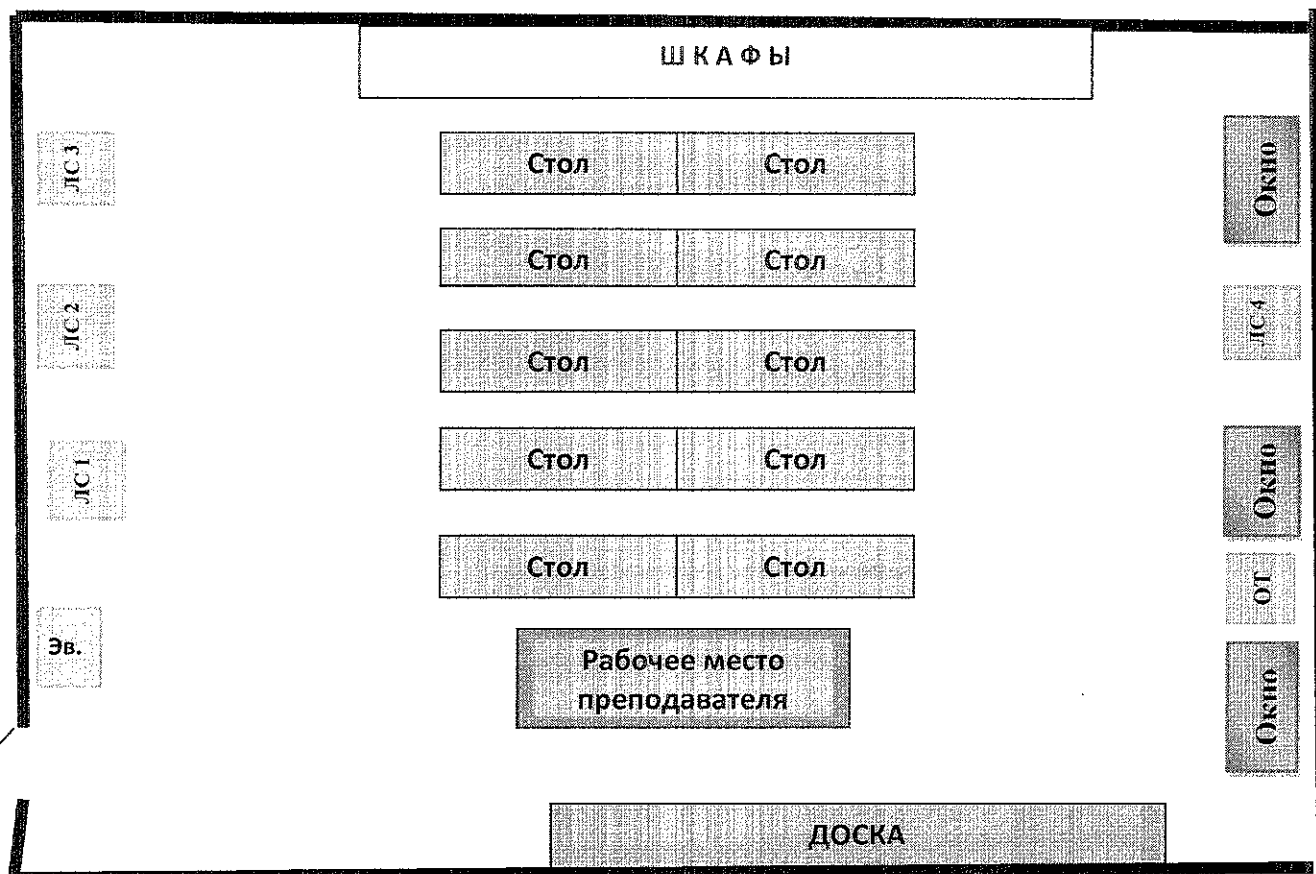 Ш К А Ф Ы
ЛС 3
Стол Стол
Окно
Стол Стол
ЛС 2
ЛС 4
Стол Стол
ЛС 1
Стол Стол
Окно
Стол Стол
ОТ
Эв.
Рабочее место
преподавателя
Окно
ДОСКА